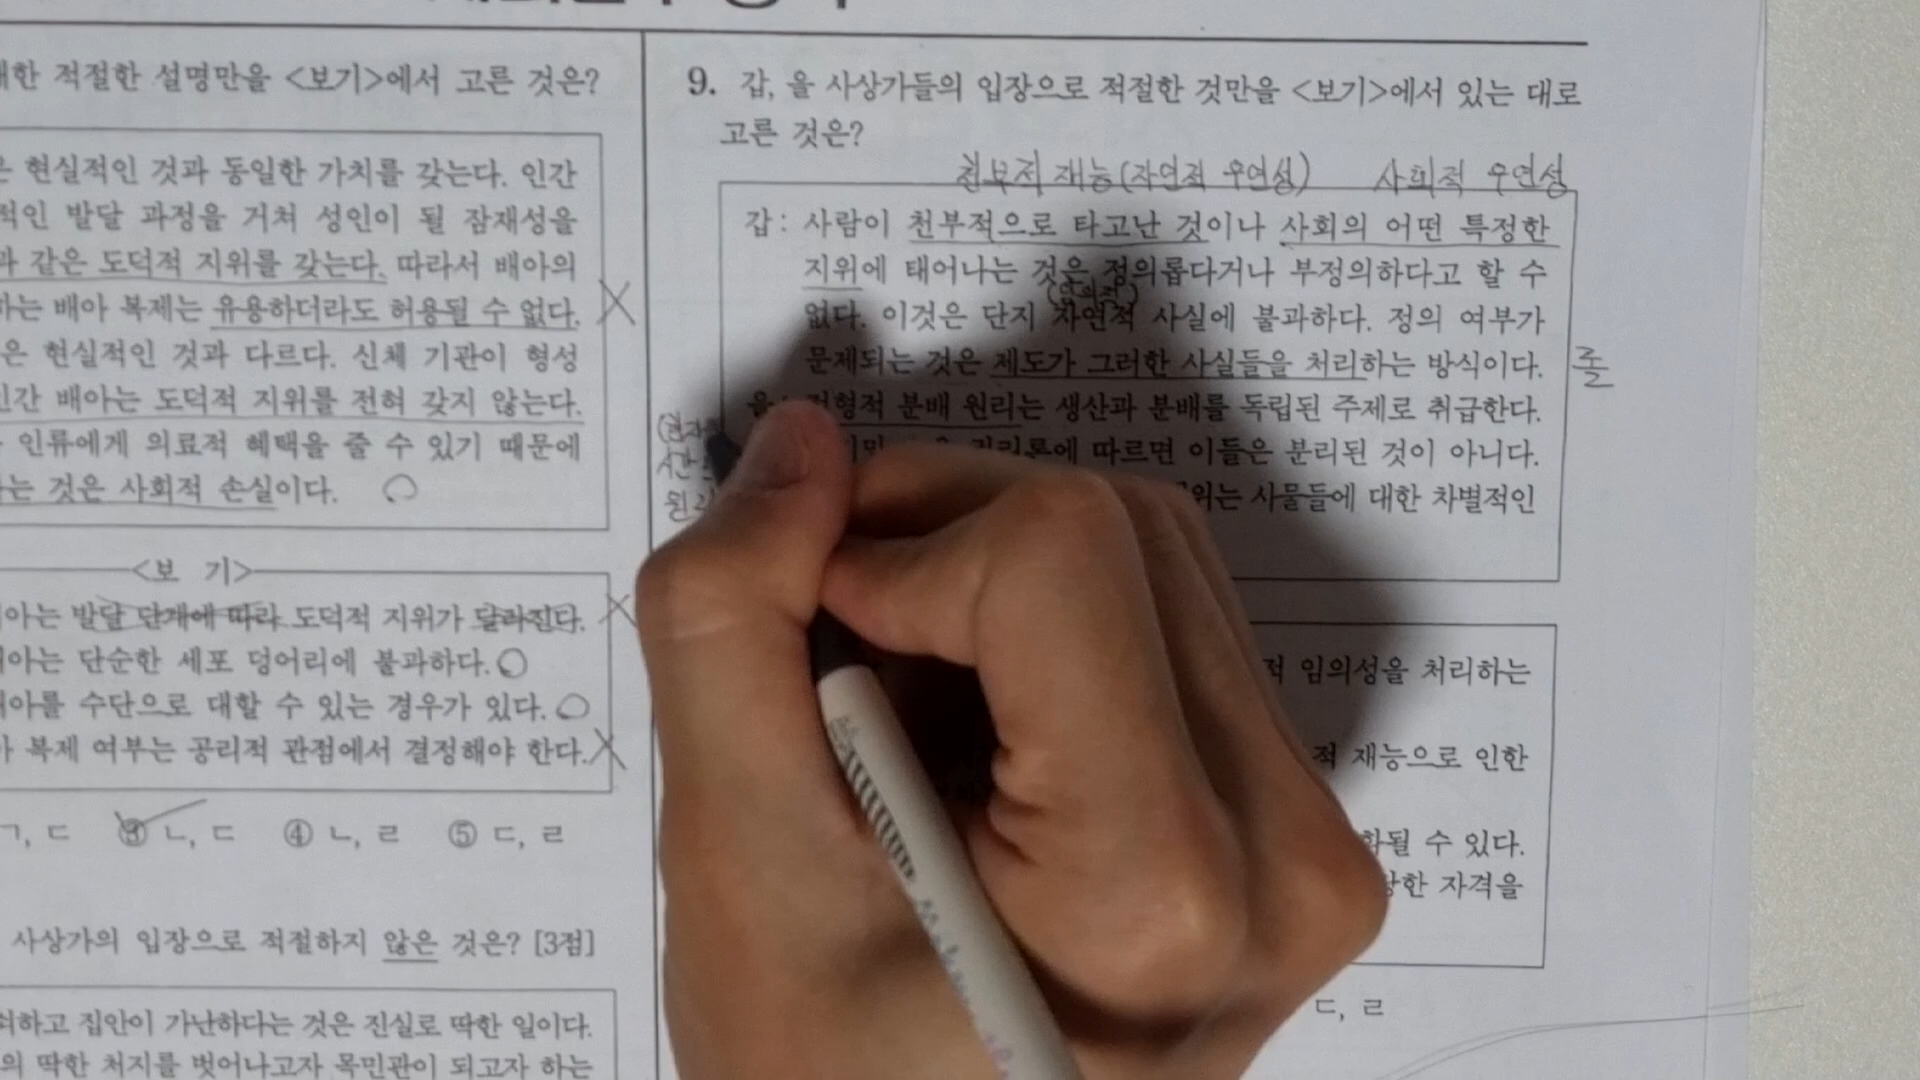 한 적절한 설명만을 <보기>에서 고른 것은?
현실적인 것과 동일한 가치를 갖는다. 인간
적인 발달 과정을 거쳐 성인이 될 잠재성을
과 같은 도덕적 지위를 갖는다. 따라서 배아의
하는 배아 복제는 유용하더라도 허용될 수 없다.
은 현실적인 것과 다르다. 신체 기관이 형성
인간 배아는 도덕적 지위를 전혀 갖지 않는다.
인류에게 의료적 혜택을 줄 수 있기 때문에
는 것은 사회적 손실이다.
<보 기>
아는 발달 단계에 따라 도덕적 지위가 달라진다.
아는 단순한 세포 덩어리에 불과하다.
아를 수단으로 대할 수 있는 경우가 있다.
복제 여부는 공리적 관점에서 결정해야 한다.
ㄱ, ㄷ ③ ㄴ, ㄷ ④ ㄴ, ㄹ ⑤ ㄷ, ㄹ
사상가의 입장으로 적절하지 않은 것은? [3점]
하고 집안이 가난하다는 것은 진실로 딱한 일이다.
의 딱한 처지를 벗어나고자 목민관이 되고자 하는
9. 갑, 을 사상가들의 입장으로 적절한 것만을 <보기>에서 있는 대로
고른 것은?
천부적 재능(자연적 우연성) 사회적 우연성
갑: 사람이 천부적으로 타고난 것이나 사회의 어떤 특정한
지위에 태어나는 것은 정의롭다거나 부정의하다고 할 수
없다. 이것은 단지 자연적 사실에 불과하다. 정의 여부가
문제되는 것은 제도가 그러한 사실들을 처리하는 방식이다.
롤
을: 정형적 분배 원리는 생산과 분배를 독립된 주제로 취급한다.
권리론에 따르면 이들은 분리된 것이 아니다.
사물들에 대한 차별적인
임의성을 처리하는
재능으로 인한
될 수 있다.
자격을
ㄷ, ㄹ